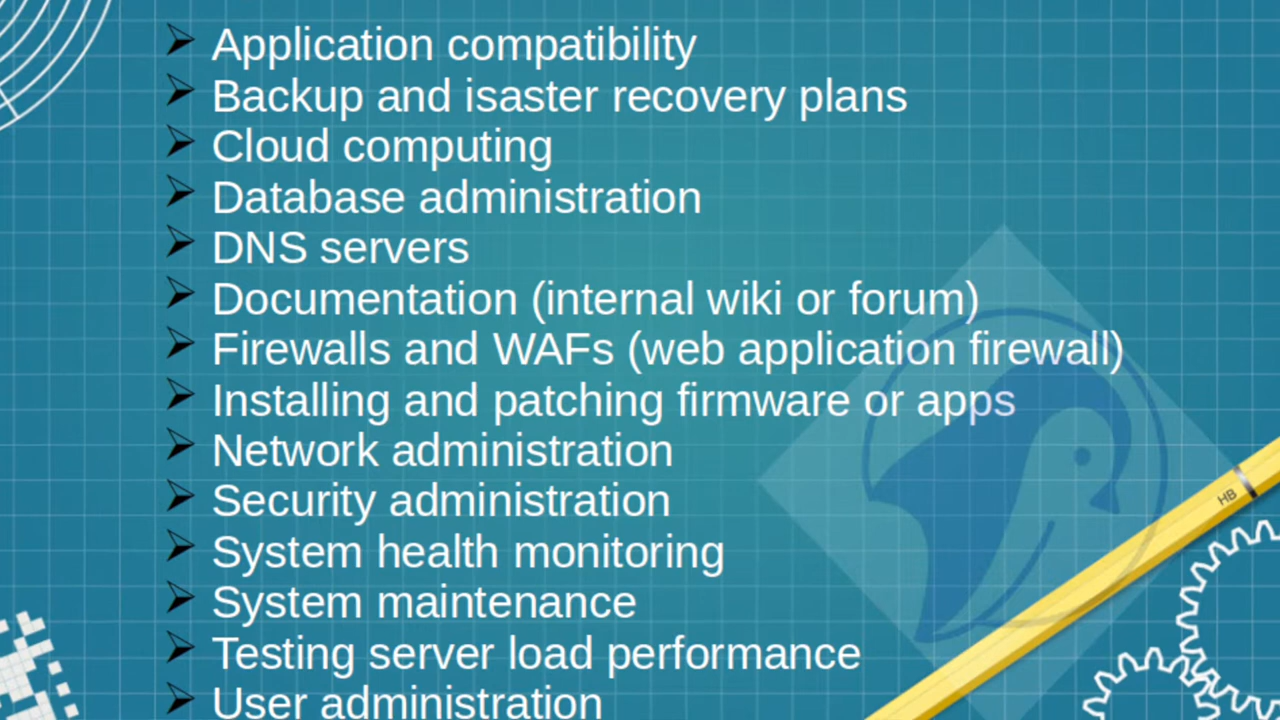 Application compatibility
Backup and isaster recovery plans
Cloud computing
Database administration
DNS servers
Documentation (internal wiki or forum)
Firewalls and WAFs (web application firewall)
Installing and patching firmware or apps
Network administration
Security administration
System health monitoring
System maintenance
Testing server load performance
User administration
HB